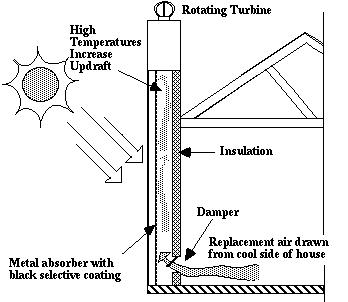 Rotating Turbine
High
Temperatures
Increase
Updraft
Insulation
Damper
Replacement air drawn
from cool side of house
Metal absorber with
black selective coating